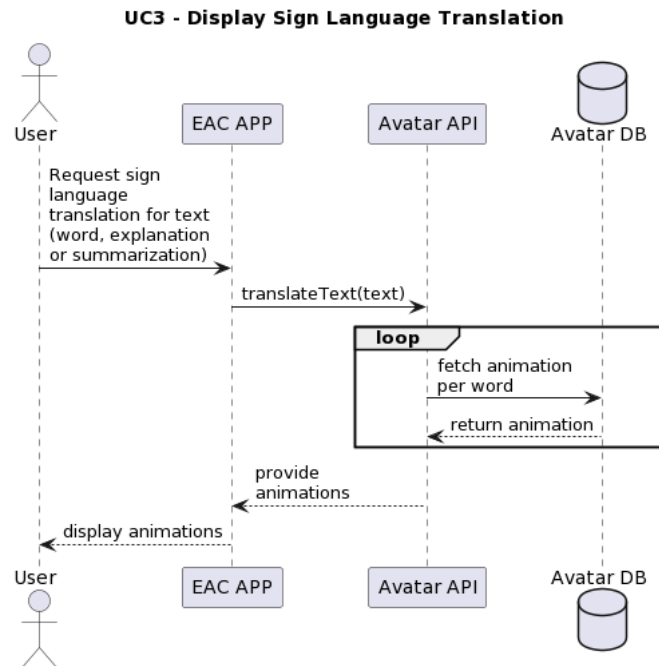 UC3 - Display Sign Language Translation
User
EAC APP
Avatar API
Avatar DB
Request sign
language
translation for text
(word, explanation
or summarization)
translateText(text)
loop
fetch animation
per word
return animation
provide
animations
display animations
User
EAC APP
Avatar API
Avatar DB